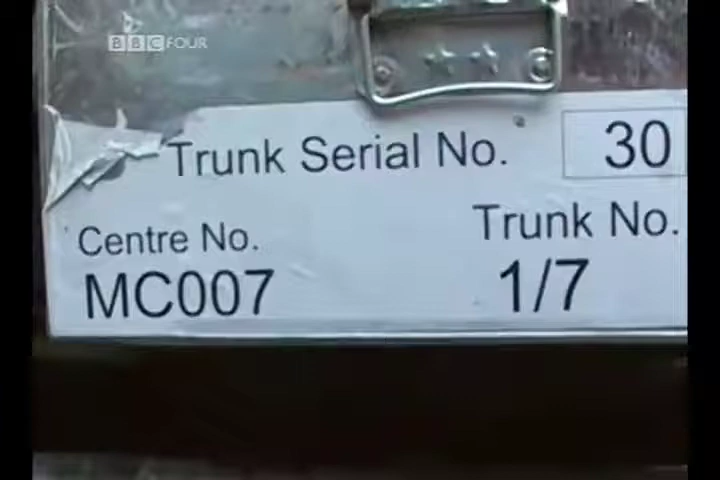 BBC FOUR
Trunk Serial No. 30
Centre No. Trunk No.
MC007 1/7